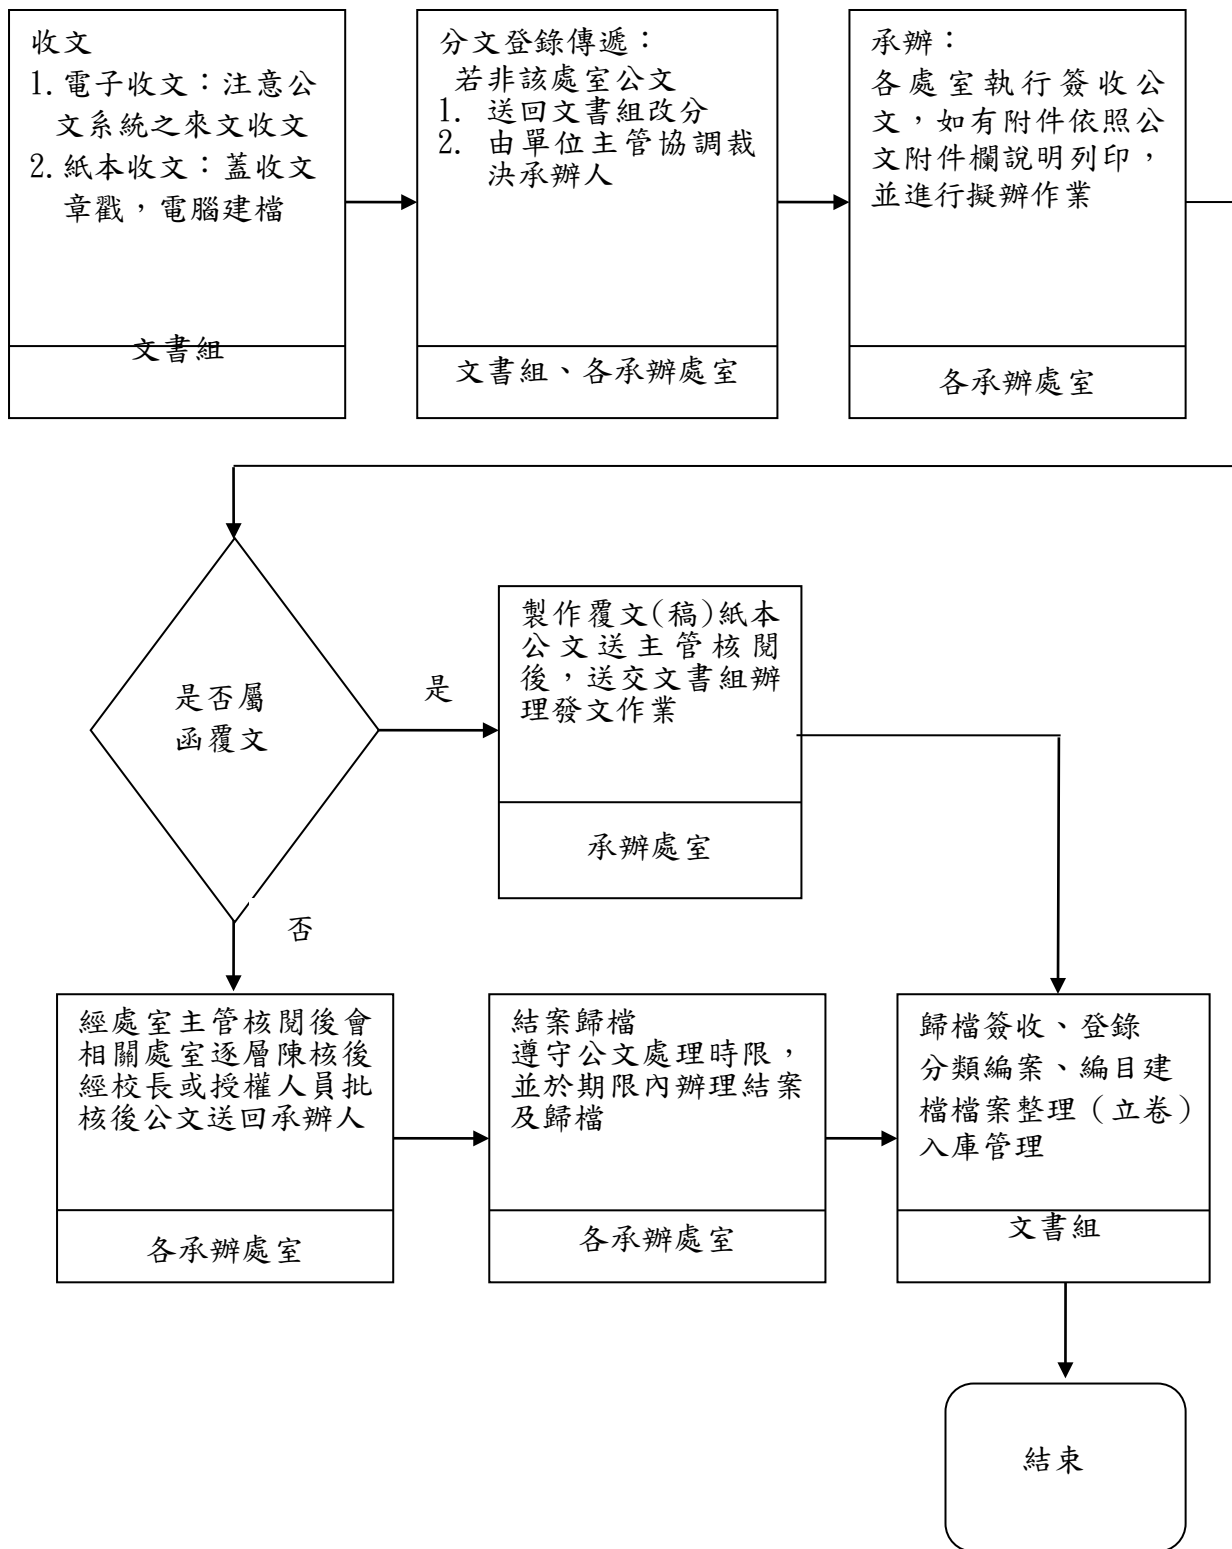 收文
1.電子收文：注意公
文系統之來文收文
2.紙本收文：蓋收文
章戳，電腦建檔
文書組
分文登錄傳遞：
若非該處室公文
1. 送回文書組改分
2. 由單位主管協調裁
決承辦人
文書組、各承辦處室
承辦：
各處室執行簽收公
文，如有附件依照公
文附件欄說明列印，
並進行擬辦作業
各承辦處室
是否屬
函覆文
是
製作覆文(稿)紙本
公文送主管核閱
後，送交文書組辦
理發文作業
承辦處室
否
經處室主管核閱後會
相關處室逐層陳核後
經校長或授權人員批
核後公文送回承辦人
各承辦處室
結案歸檔
遵守公文處理時限，
並於期限內辦理結案
及歸檔
各承辦處室
歸檔簽收、登錄
分類編案、編目建
檔檔案整理（立卷）
入庫管理
文書組
結束